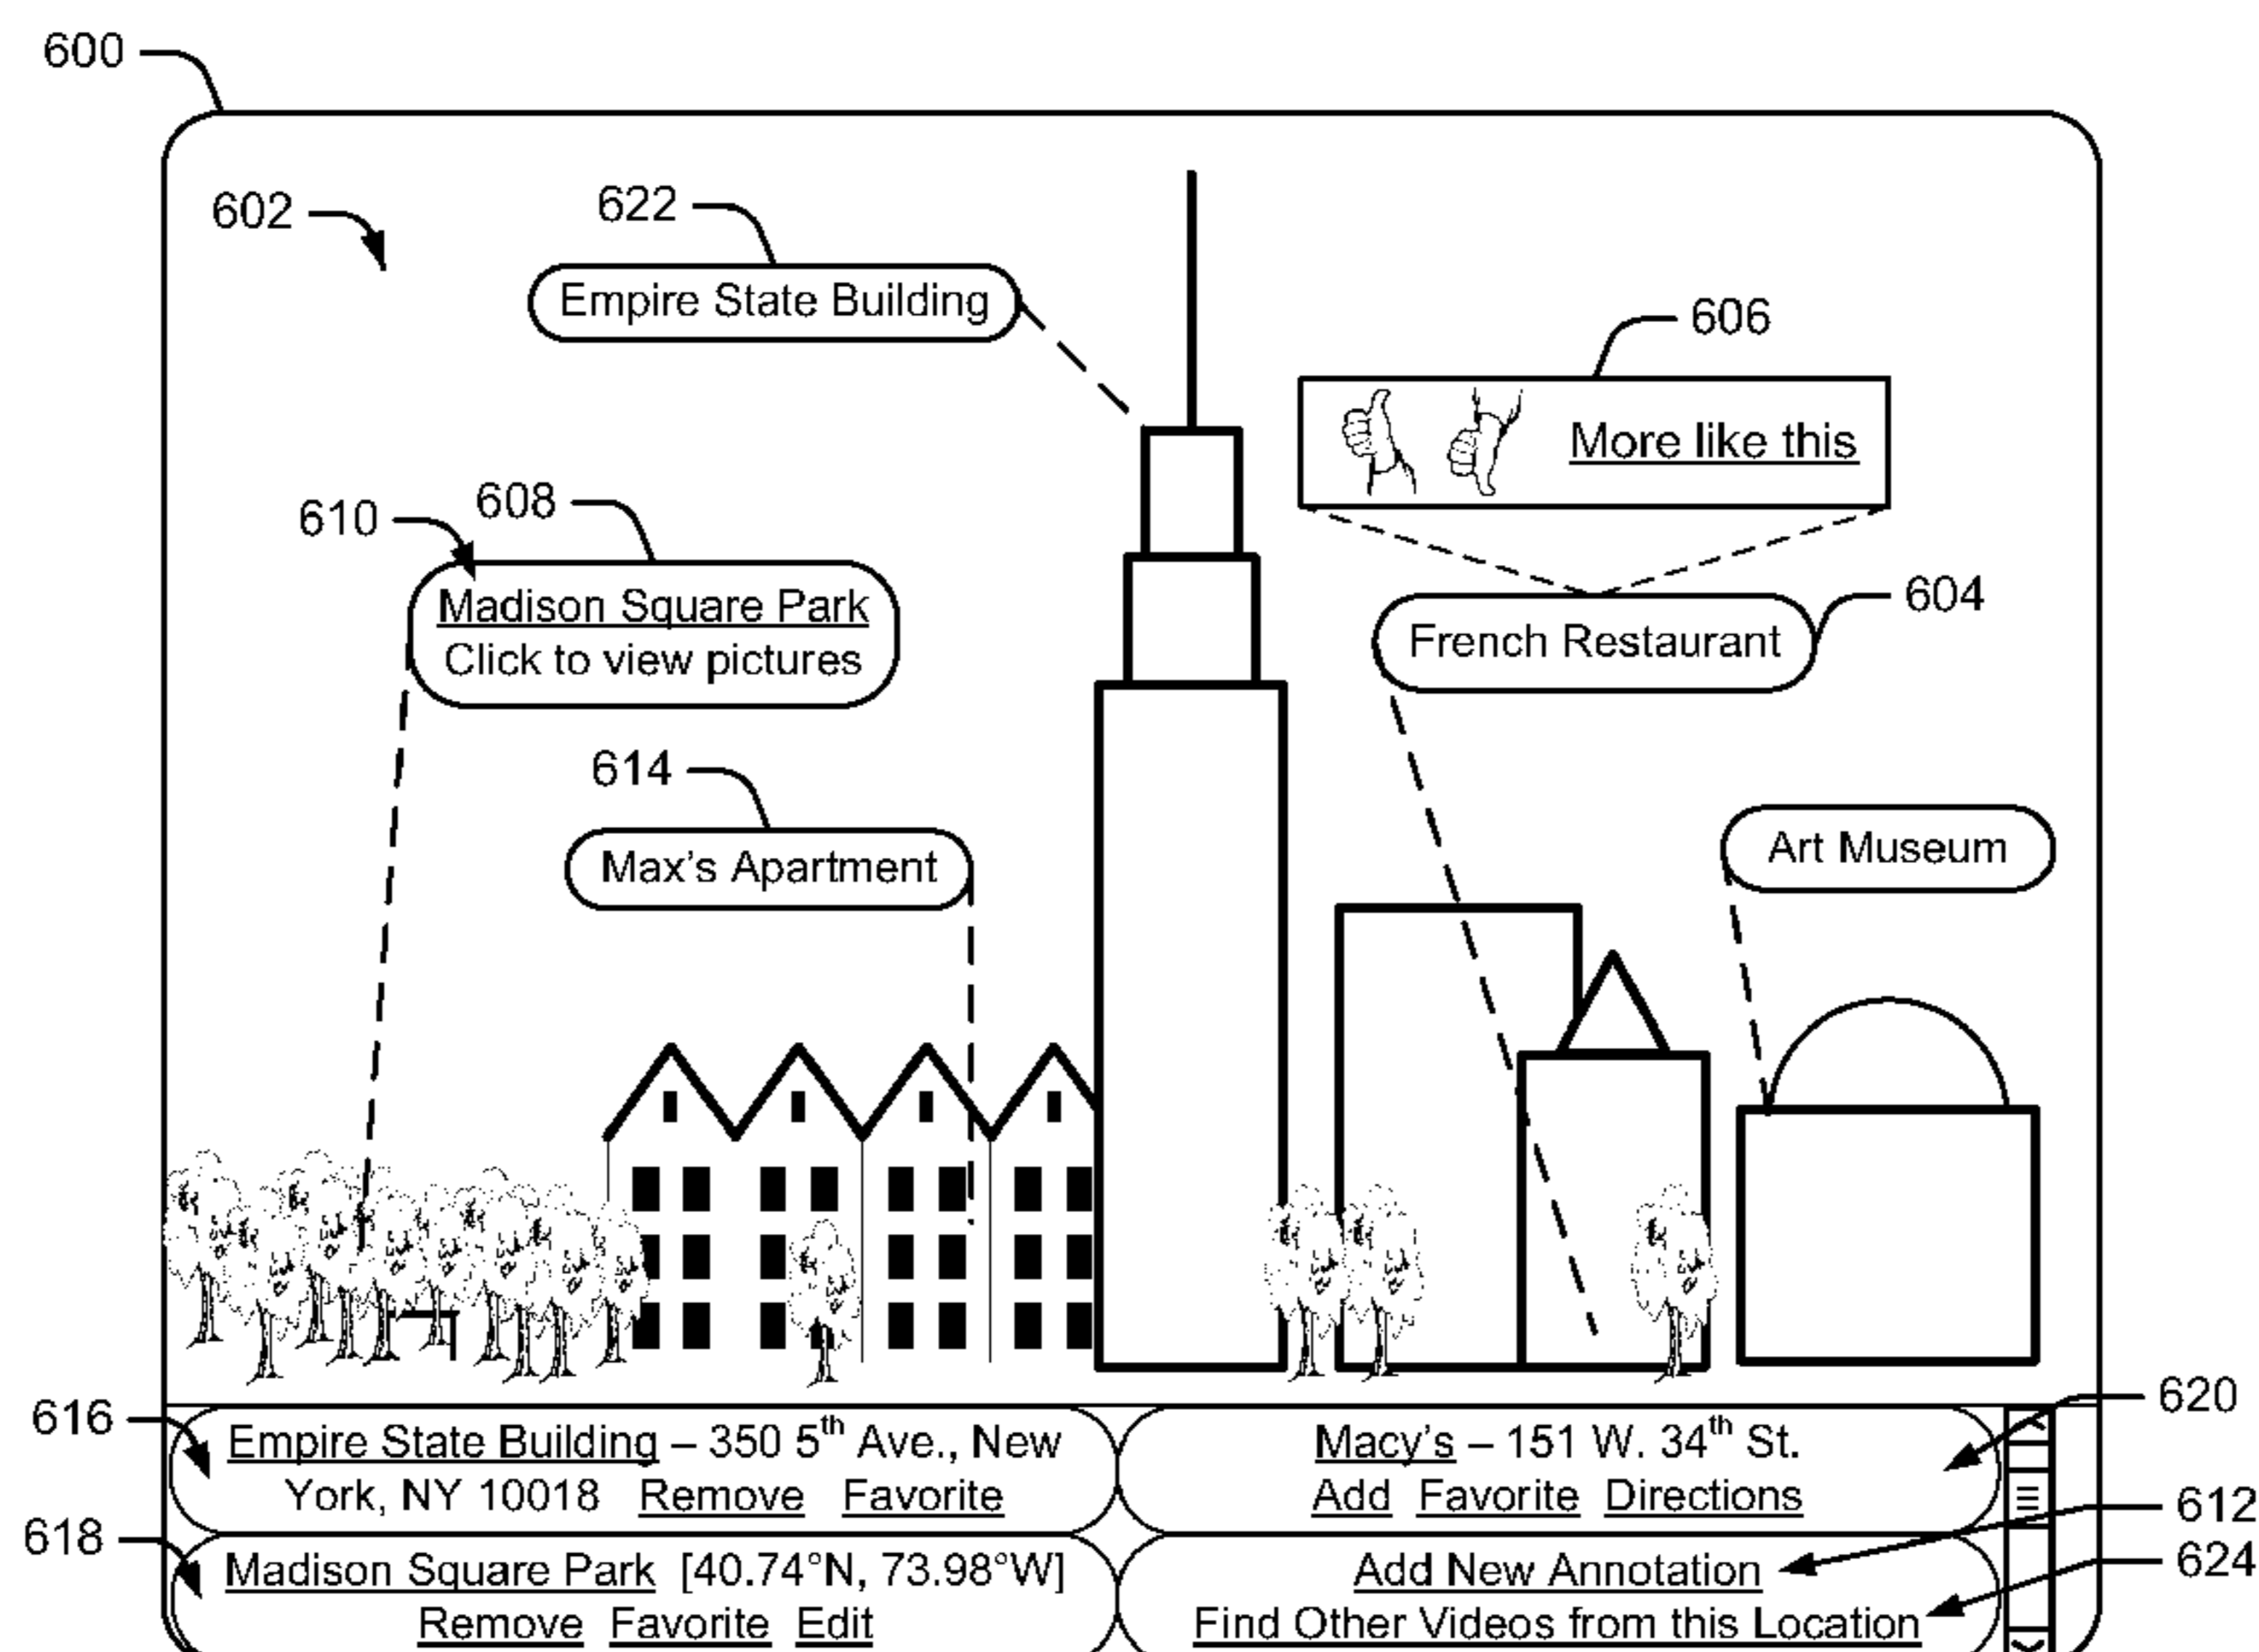 600
602
622
Empire State Building
606
More like this
610
608
Madison Square Park
Click to view pictures
604
French Restaurant
614
Max's Apartment
Art Museum
616
Empire State Building – 350 5th Ave., New
York, NY 10018 Remove Favorite
Macy's – 151 W. 34th St.
Add Favorite Directions
620
612
618
Madison Square Park [40.74°N, 73.98°W]
Remove Favorite Edit
Add New Annotation
Find Other Videos from this Location
624